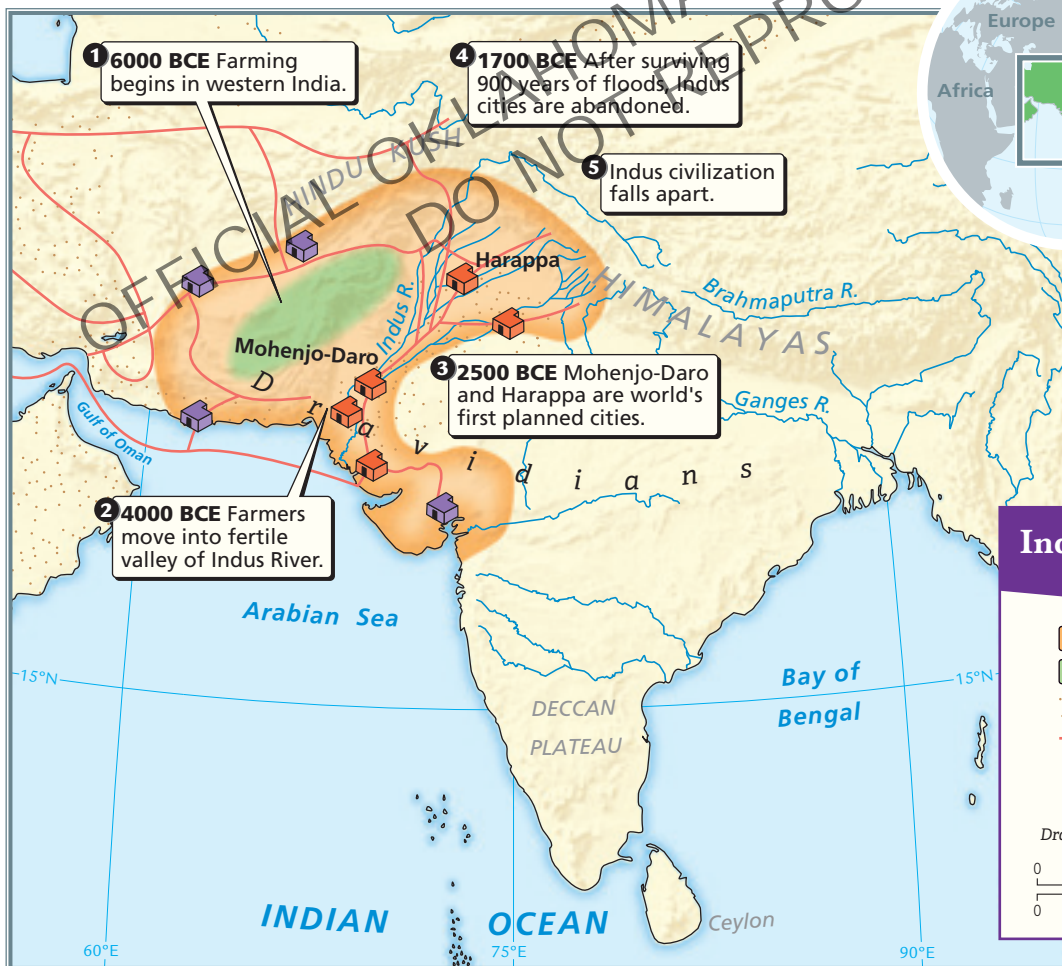 Europe
Africa
1 6000 BCE Farming
begins in western India.
4 1700 BCE After surviving
900 years of floods, Indus
cities are abandoned.
5 Indus civilization
falls apart.
OFFICIAL OKLAHOMA
DO NOT REPRO
HINDU KUSH
Harappa
Indus R.
HIMALAYAS
Brahmaputra R.
Mohenjo-Daro
3 2500 BCE Mohenjo-Daro
and Harappa are world's
first planned cities.
Ganges R.
Gulf of Oman
Dravidians
2 4000 BCE Farmers
move into fertile
valley of Indus River.
Arabian Sea
15°N
Bay of
Bengal
15°N
DECCAN
PLATEAU
INDIAN OCEAN
Ceylon
60°E
75°E
90°E
0
0